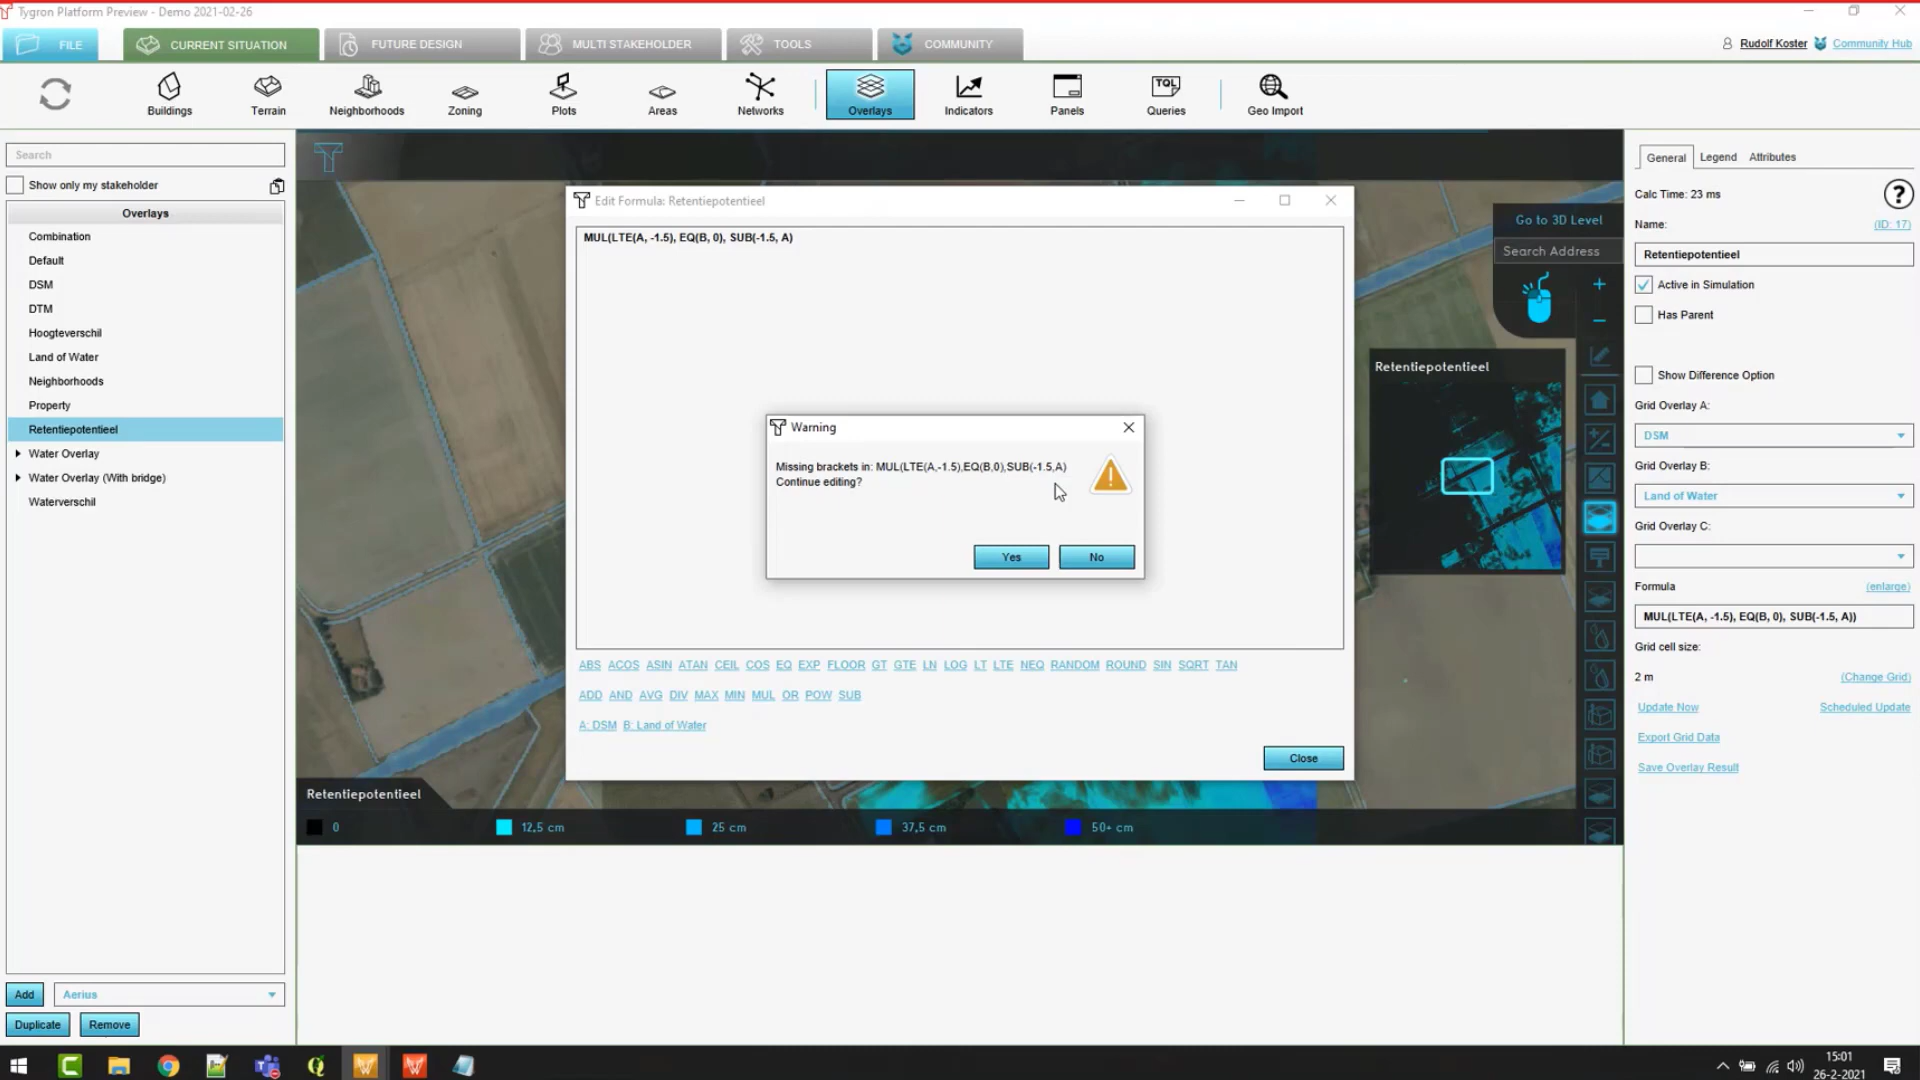 Tygron Platform Preview - Demo 2021-02-26
FILE
CURRENT SITUATION
FUTURE DESIGN
MULTI STAKEHOLDER
TOOLS
COMMUNITY
Rudolf Koster
Community Hub
Buildings
Terrain
Neighborhoods
Zoning
Plots
Areas
Networks
Overlays
Indicators
Panels
TQL
Queries
Geo Import
Search
Show only my stakeholder
Overlays
Combination
Default
DSM
DTM
Hoogteverschil
Land of Water
Neighborhoods
Property
Retentiepotentieel
Water Overlay
Water Overlay (With bridge)
Waterverschil
Add
Aerius
Duplicate
Remove
Edit Formula: Retentiepotentieel
MUL(LTE(A, -1.5), EQ(B, 0), SUB(-1.5, A)
Warning
Missing brackets in: MUL(LTE(A,-1.5),EQ(B,0),SUB(-1.5,A)
Continue editing?
Yes
No
ABS ACOS ASIN ATAN CEIL COS EQ EXP FLOOR GT GTE LN LOG LT LTE NEQ RANDOM ROUND SIN SQRT TAN
ADD AND AVG DIV MAX MIN MUL OR POW SUB
A: DSM B: Land of Water
Close
Go to 3D Level
Search Address
+
−
Retentiepotentieel
Retentiepotentieel
0
12,5 cm
25 cm
37,5 cm
50+ cm
General
Legend
Attributes
Calc Time: 23 ms
?
Name:
(ID: 17)
Retentiepotentieel
Active in Simulation
Has Parent
Show Difference Option
Grid Overlay A:
DSM
Grid Overlay B:
Land of Water
Grid Overlay C:
Formula
(enlarge)
MUL(LTE(A, -1.5), EQ(B, 0), SUB(-1.5, A))
Grid cell size:
2 m
(Change Grid)
Update Now
Scheduled Update
Export Grid Data
Save Overlay Result
15:01
26-2-2021